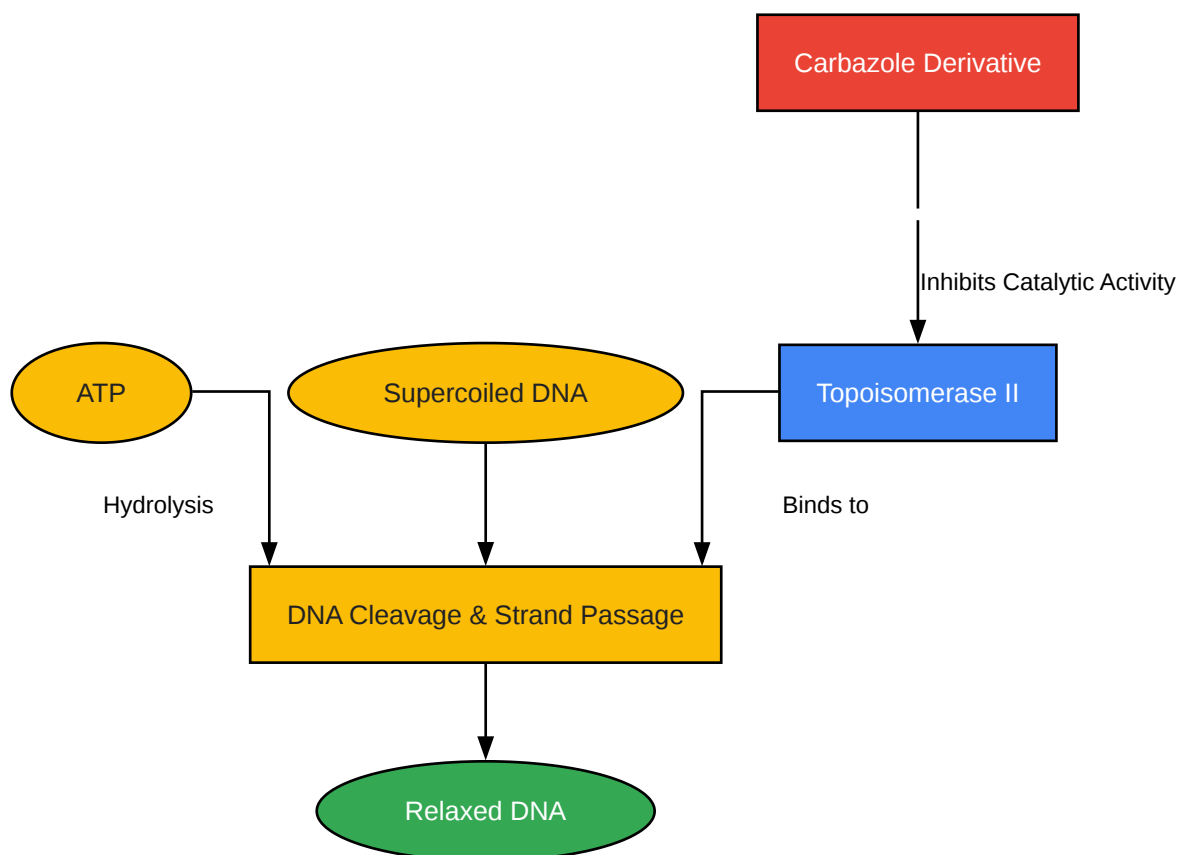 Carbazole Derivative
Inhibits Catalytic Activity
ATP
Supercoiled DNA
Topoisomerase II
Hydrolysis
Binds to
DNA Cleavage & Strand Passage
Relaxed DNA